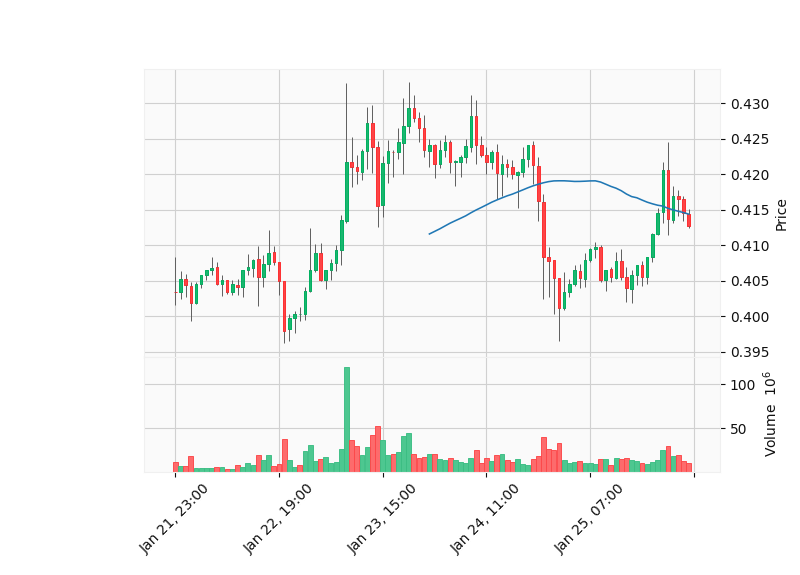 0.430
0.425
0.420
0.415
0.410
0.405
0.400
0.395
Price
100
50
Volume 10⁶
Jan 21, 23:00
Jan 22, 19:00
Jan 23, 15:00
Jan 24, 11:00
Jan 25, 07:00